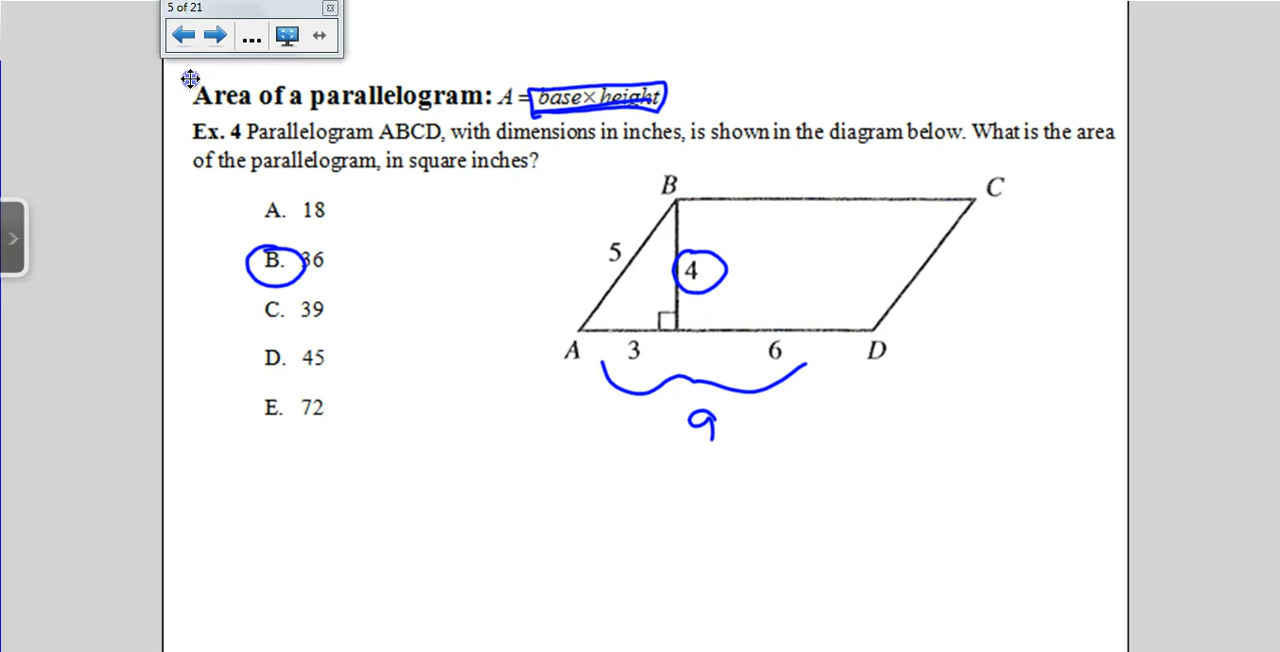 5 of 21
Area of a parallelogram: A = base × height
Ex. 4 Parallelogram ABCD, with dimensions in inches, is shown in the diagram below. What is the area
of the parallelogram, in square inches?
A. 18
B. 36
C. 39
D. 45
E. 72
B
C
5
4
A
3
6
D
9